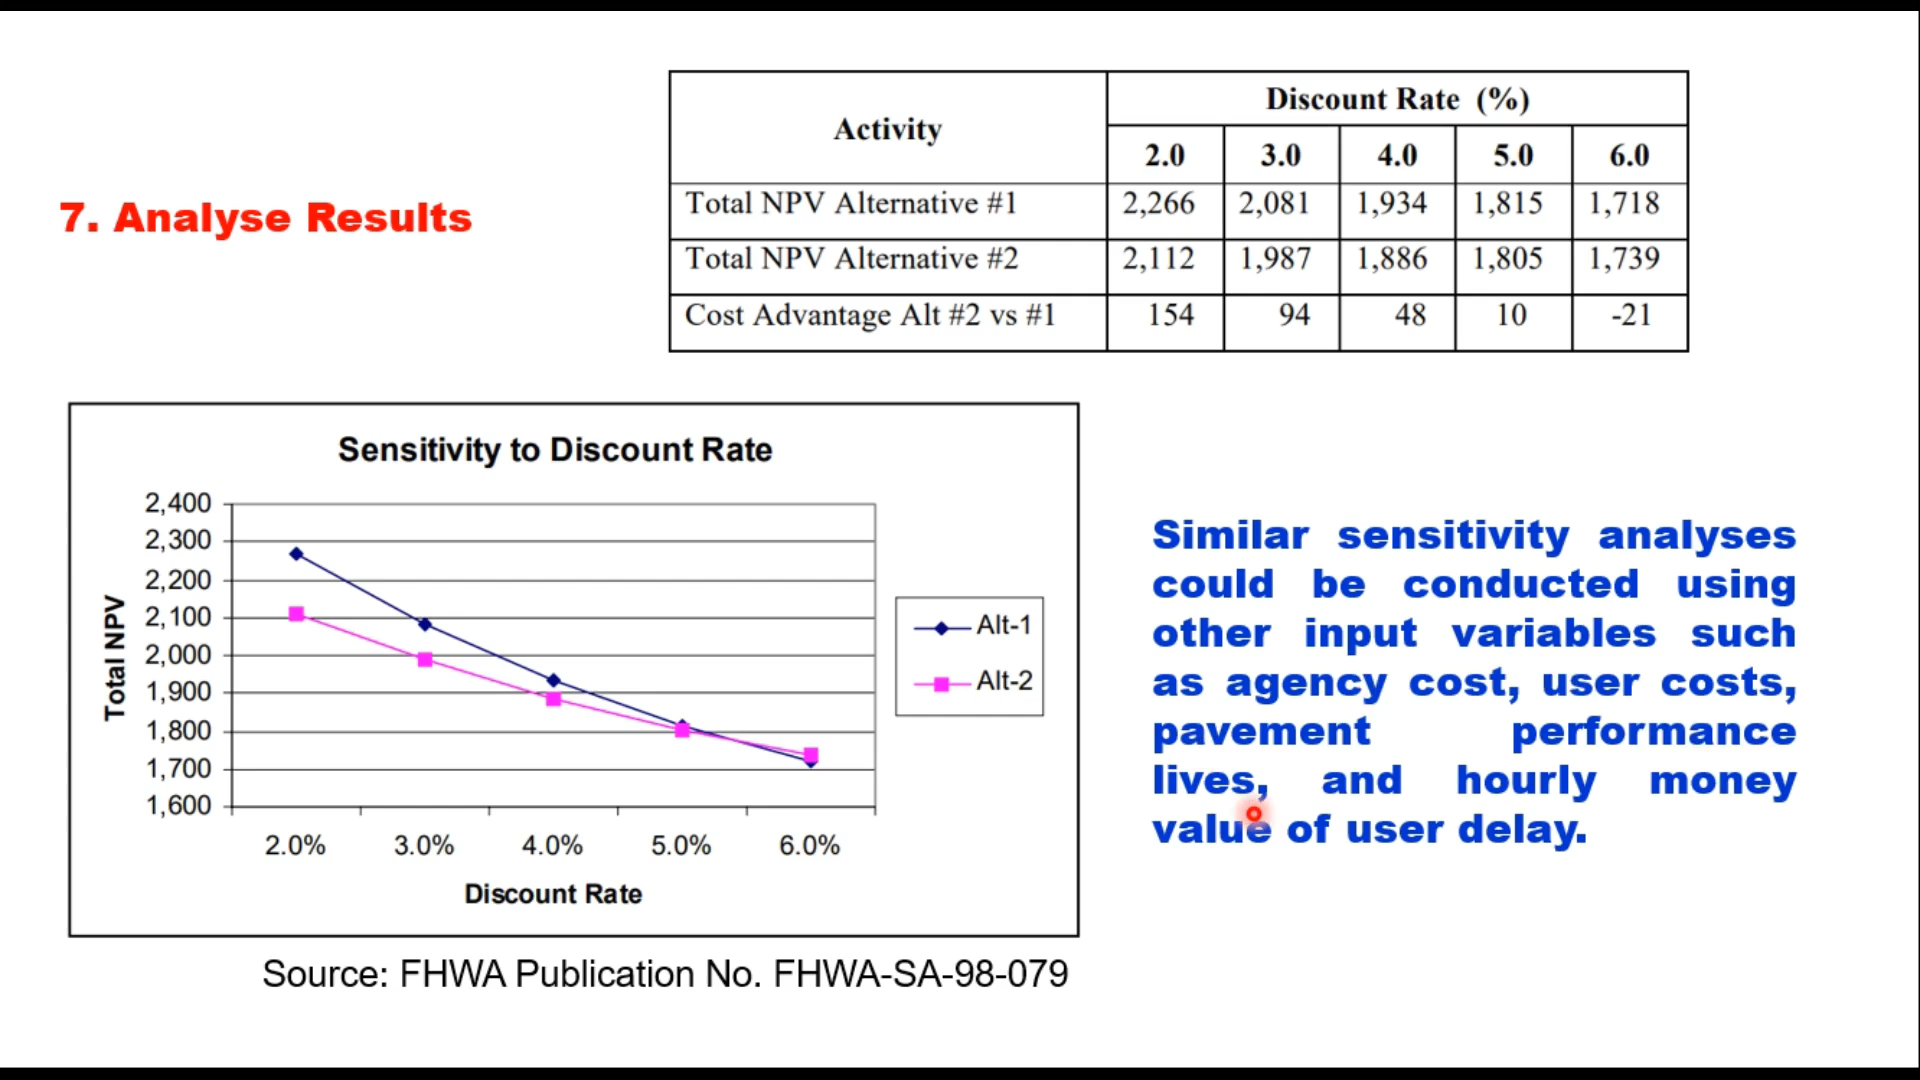 7. Analyse Results
Activity
Discount Rate (%)
2.0 3.0 4.0 5.0 6.0
Total NPV Alternative #1 2,266 2,081 1,934 1,815 1,718
Total NPV Alternative #2 2,112 1,987 1,886 1,805 1,739
Cost Advantage Alt #2 vs #1 154 94 48 10 -21
Sensitivity to Discount Rate
Total NPV
2,400
2,300
2,200
2,100
2,000
1,900
1,800
1,700
1,600
2.0% 3.0% 4.0% 5.0% 6.0%
Discount Rate
Alt-1
Alt-2
Similar sensitivity analyses
could be conducted using
other input variables such
as agency cost, user costs,
pavement performance
lives, and hourly money
value of user delay.
Source: FHWA Publication No. FHWA-SA-98-079